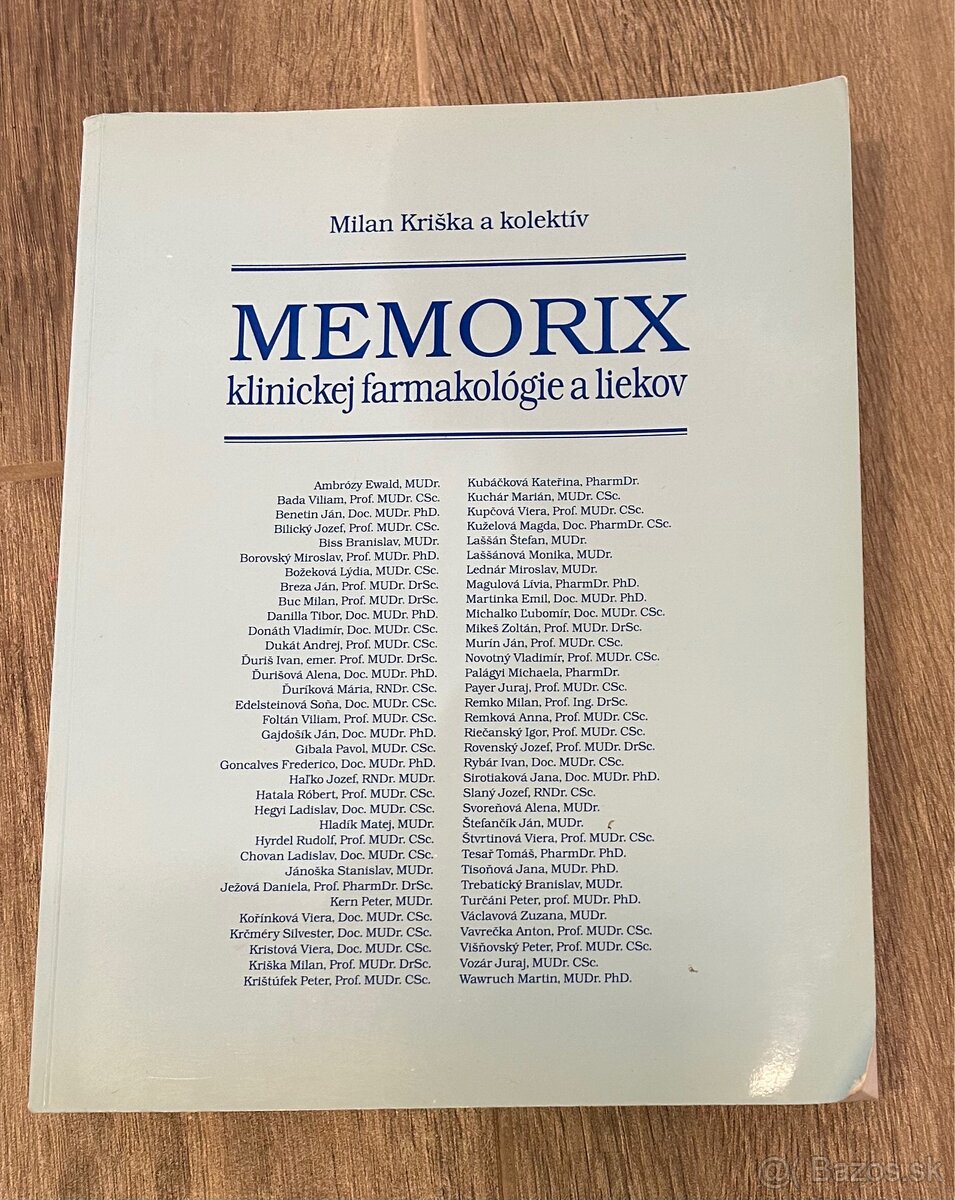 Milan Kriška a kolektív
MEMORIX
klinickej farmakológie a liekov
Ambrózy Ewald, MUDr.
Bada Viliam, Prof. MUDr. CSc.
Benetin Ján, Doc. MUDr. PhD.
Bilický Jozef, Prof. MUDr. CSc.
Biss Branislav, MUDr.
Borovský Miroslav, Prof. MUDr. PhD.
Božeková Lýdia, MUDr. CSc.
Breza Ján, Prof. MUDr. DrSc.
Buc Milan, Prof. MUDr. DrSc.
Danilla Tibor, Doc. MUDr. PhD.
Donáth Vladimír, Doc. MUDr. CSc.
Dukát Andrej, Prof. MUDr. CSc.
Ďuriš Ivan, emer. Prof. MUDr. DrSc.
Ďurišová Alena, Doc. MUDr. PhD.
Ďuríková Mária, RNDr. CSc.
Edelsteinová Soňa, Doc. MUDr. CSc.
Foltán Viliam, Prof. MUDr. CSc.
Gajdošík Ján, Doc. MUDr. PhD.
Gibala Pavol, MUDr. CSc.
Goncalves Frederico, Doc. MUDr. PhD.
Haľko Jozef, RNDr. MUDr.
Hatala Róbert, Prof. MUDr. CSc.
Hegyi Ladislav, Doc. MUDr. CSc.
Hladík Matej, MUDr.
Hyrdel Rudolf, Prof. MUDr. CSc.
Chovan Ladislav, Doc. MUDr. CSc.
Jánoška Stanislav, MUDr.
Ježová Daniela, Prof. PharmDr. DrSc.
Kern Peter, MUDr.
Kořínková Viera, Doc. MUDr. CSc.
Krčméry Silvester, Doc. MUDr. CSc.
Kristová Viera, Doc. MUDr. CSc.
Kriška Milan, Prof. MUDr. DrSc.
Krištúfek Peter, Prof. MUDr. CSc.
Kubáčková Kateřina, PharmDr.
Kuchár Marián, MUDr. CSc.
Kupčová Viera, Prof. MUDr. CSc.
Kuželová Magda, Doc. PharmDr. CSc.
Laššán Štefan, MUDr.
Laššánová Monika, MUDr.
Lednár Miroslav, MUDr.
Magulová Lívia, PharmDr. PhD.
Martinka Emil, Doc. MUDr. PhD.
Michalko Ľubomír, Doc. MUDr. CSc.
Mikeš Zoltán, Prof. MUDr. DrSc.
Murín Ján, Prof. MUDr. CSc.
Novotný Vladimír, Prof. MUDr. CSc.
Palágyi Michaela, PharmDr.
Payer Juraj, Prof. MUDr. CSc.
Remko Milan, Prof. Ing. DrSc.
Remková Anna, Prof. MUDr. CSc.
Riečanský Igor, Prof. MUDr. CSc.
Rovenský Jozef, Prof. MUDr. DrSc.
Rybár Ivan, Doc. MUDr. CSc.
Sirotiaková Jana, Doc. MUDr. PhD.
Slaný Jozef, RNDr. CSc.
Svoreňová Alena, MUDr.
Štefančík Ján, MUDr.
Štvrtinová Viera, Prof. MUDr. CSc.
Tesař Tomáš, PharmDr. PhD.
Tisoňová Jana, MUDr. PhD.
Trebatický Branislav, MUDr.
Turčáni Peter, prof. MUDr. PhD.
Václavová Zuzana, MUDr.
Vavrečka Anton, Prof. MUDr. CSc.
Višňovský Peter, Prof. MUDr. CSc.
Vozár Juraj, MUDr. CSc.
Wawruch Martin, MUDr. PhD.
@ Bazos.sk